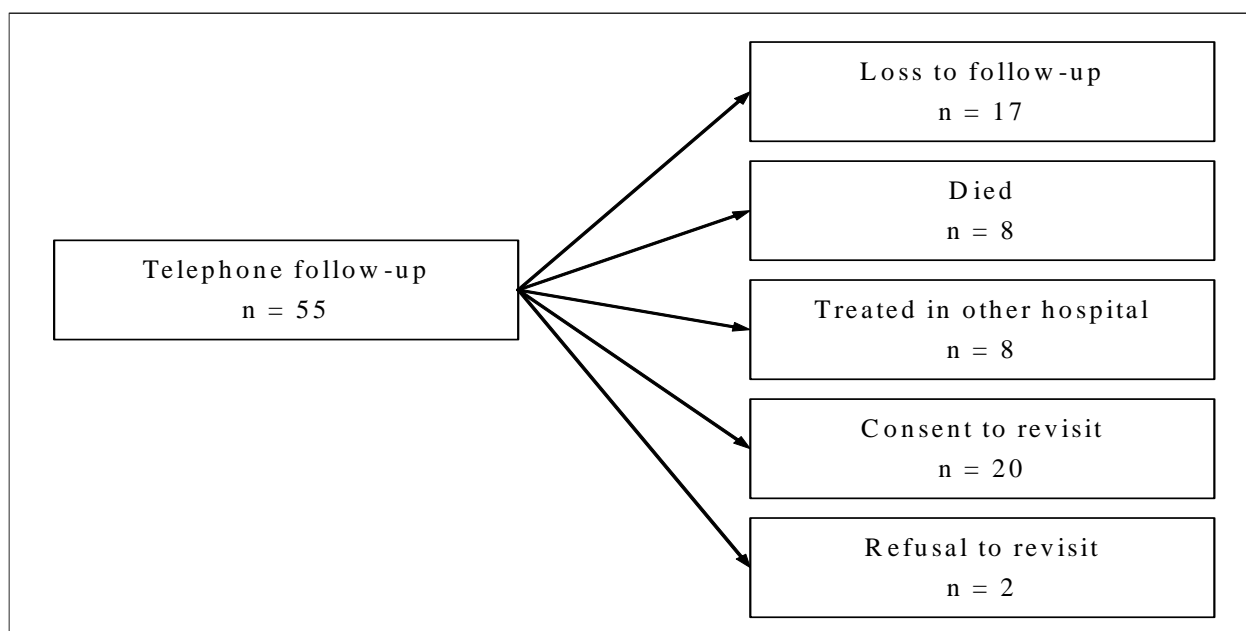 Telephone follow-up
n = 55
Loss to follow-up
n = 17
Died
n = 8
Treated in other hospital
n = 8
Consent to revisit
n = 20
Refusal to revisit
n = 2